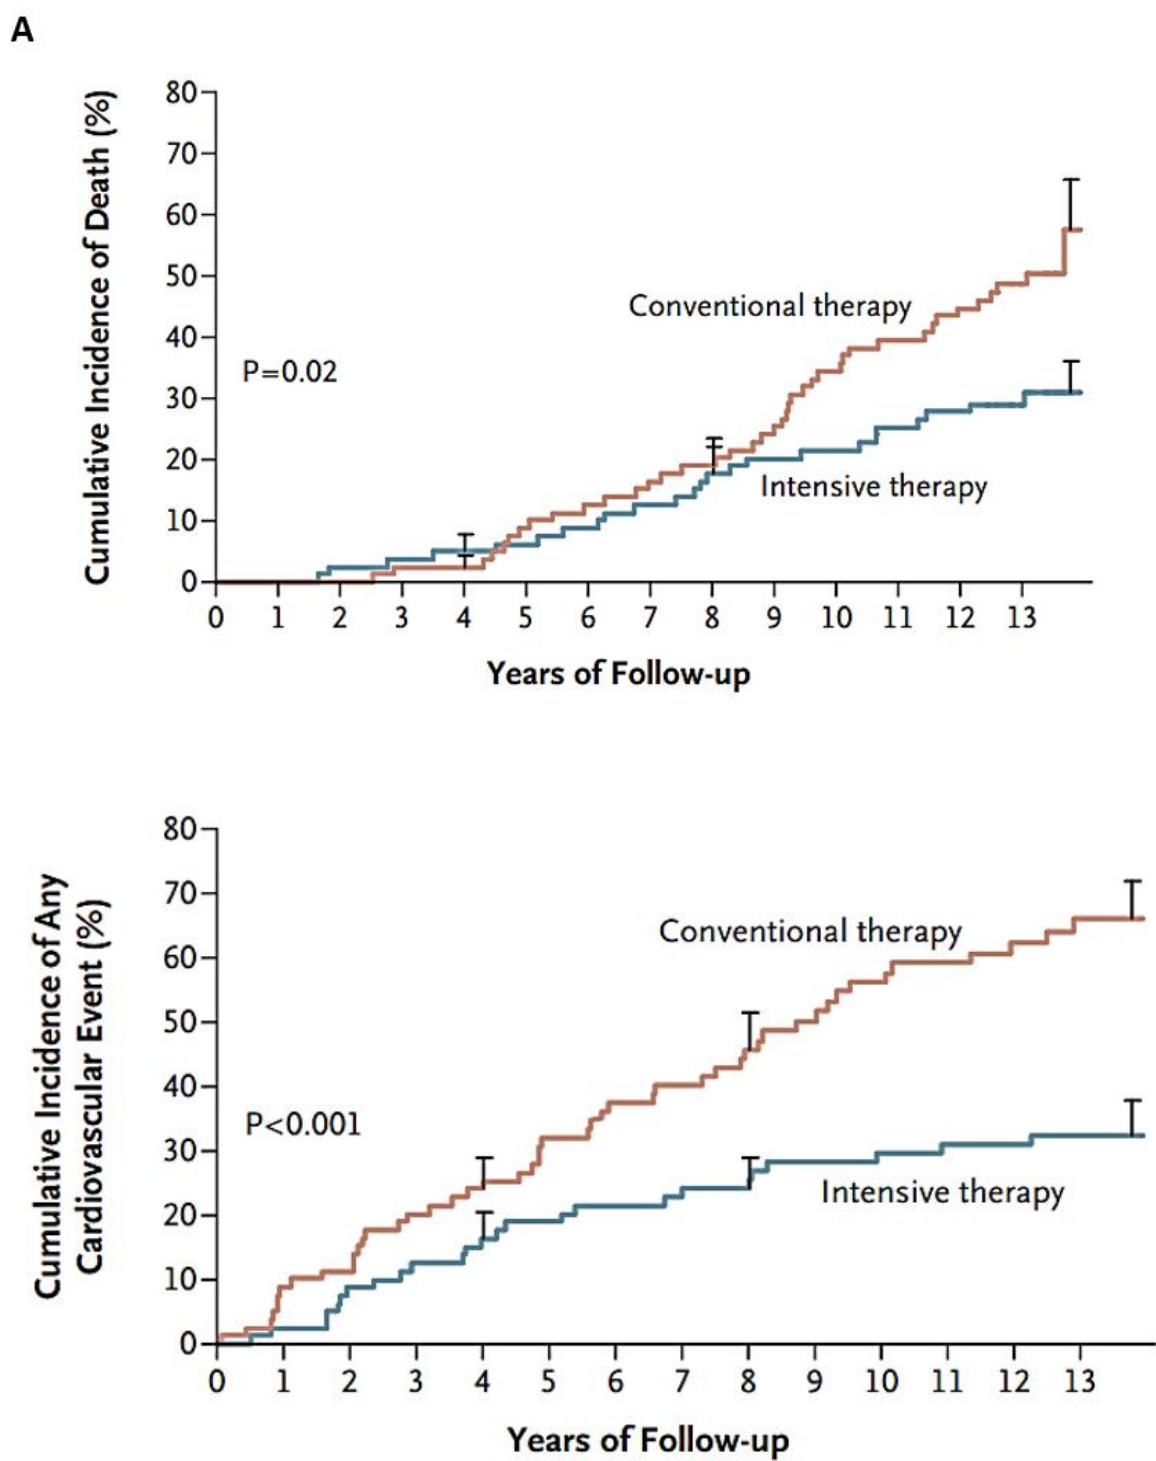 A
Cumulative Incidence of Death (%)
80
70
60
50
40
30
20
10
0
Conventional therapy
P=0.02
Intensive therapy
0 1 2 3 4 5 6 7 8 9 10 11 12 13
Years of Follow-up
Cumulative Incidence of Any
Cardiovascular Event (%)
80
70
60
50
40
30
20
10
0
Conventional therapy
P<0.001
Intensive therapy
0 1 2 3 4 5 6 7 8 9 10 11 12 13
Years of Follow-up